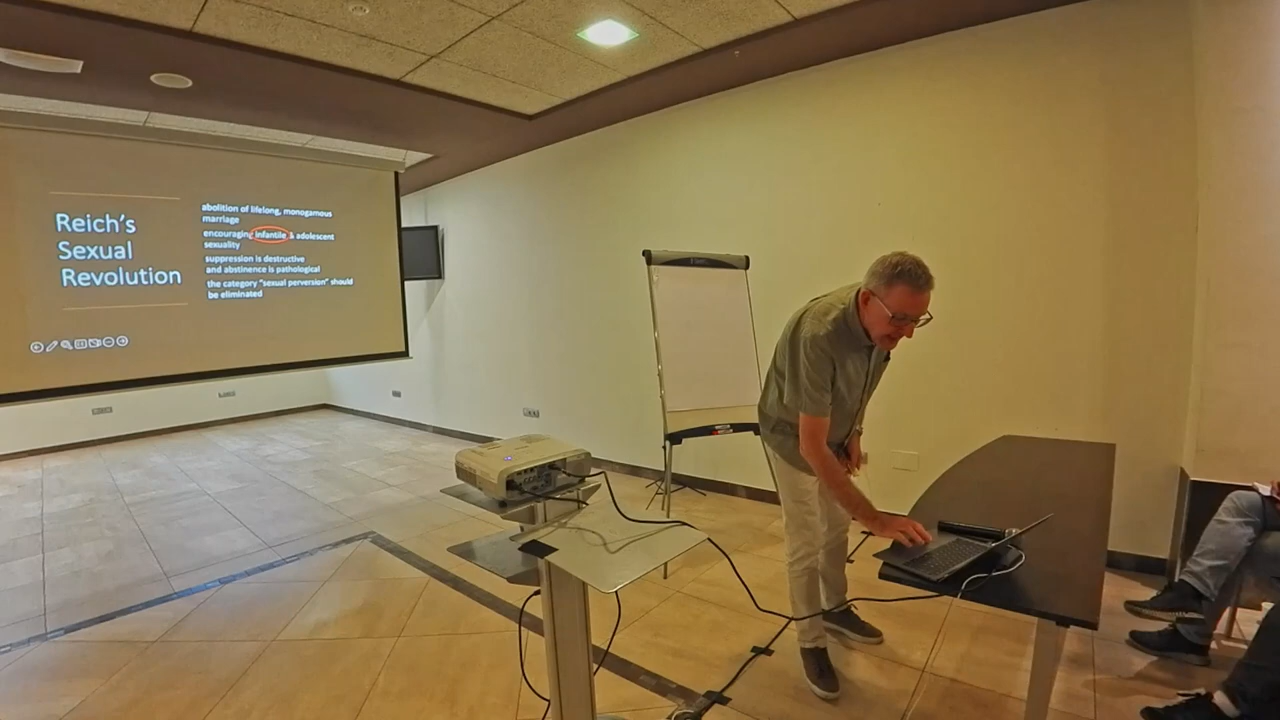 Reich's
Sexual
Revolution
abolition of lifelong, monogamous
marriage
encouraging infantile & adolescent
sexuality
suppression is destructive
and abstinence is pathological
the category "sexual perversion" should
be eliminated